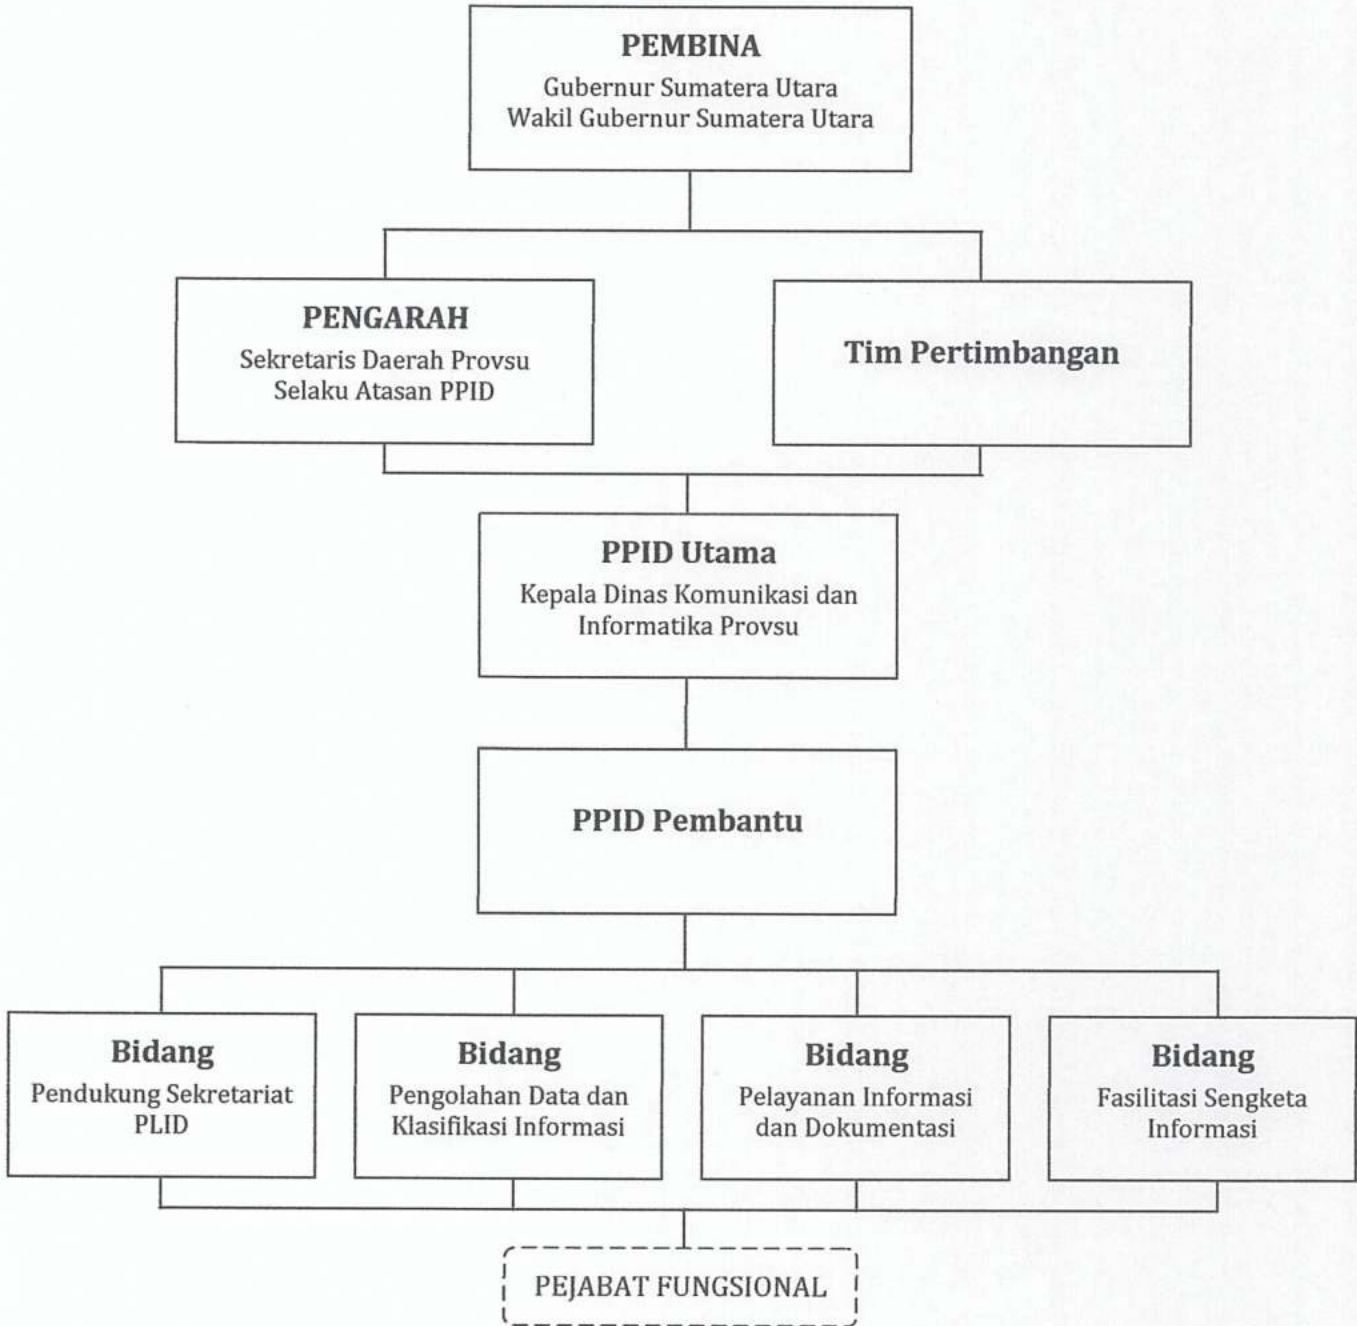 PEMBINA
Gubernur Sumatera Utara
Wakil Gubernur Sumatera Utara
PENGARAH
Sekretaris Daerah Provsu
Selaku Atasan PPID
Tim Pertimbangan
PPID Utama
Kepala Dinas Komunikasi dan
Informatika Provsu
PPID Pembantu
Bidang
Pendukung Sekretariat
PLID
Bidang
Pengolahan Data dan
Klasifikasi Informasi
Bidang
Pelayanan Informasi
dan Dokumentasi
Bidang
Fasilitasi Sengketa
Informasi
PEJABAT FUNGSIONAL